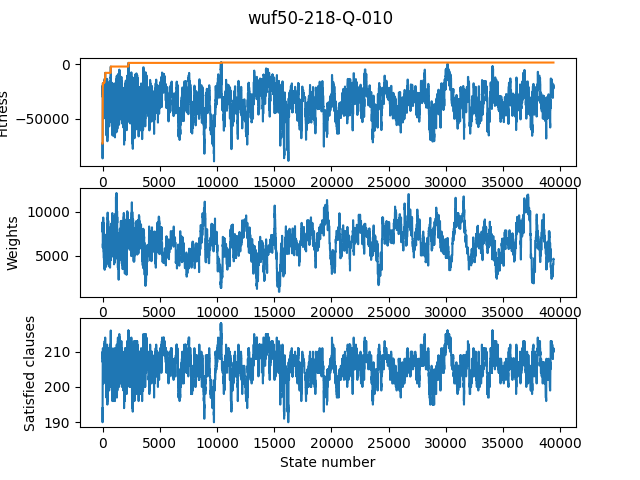 wuf50-218-Q-010
Fitness
0
−50000
0 5000 10000 15000 20000 25000 30000 35000 40000
Weights
10000
5000
0 5000 10000 15000 20000 25000 30000 35000 40000
Satisfied clauses
210
200
190
0 5000 10000 15000 20000 25000 30000 35000 40000
State number